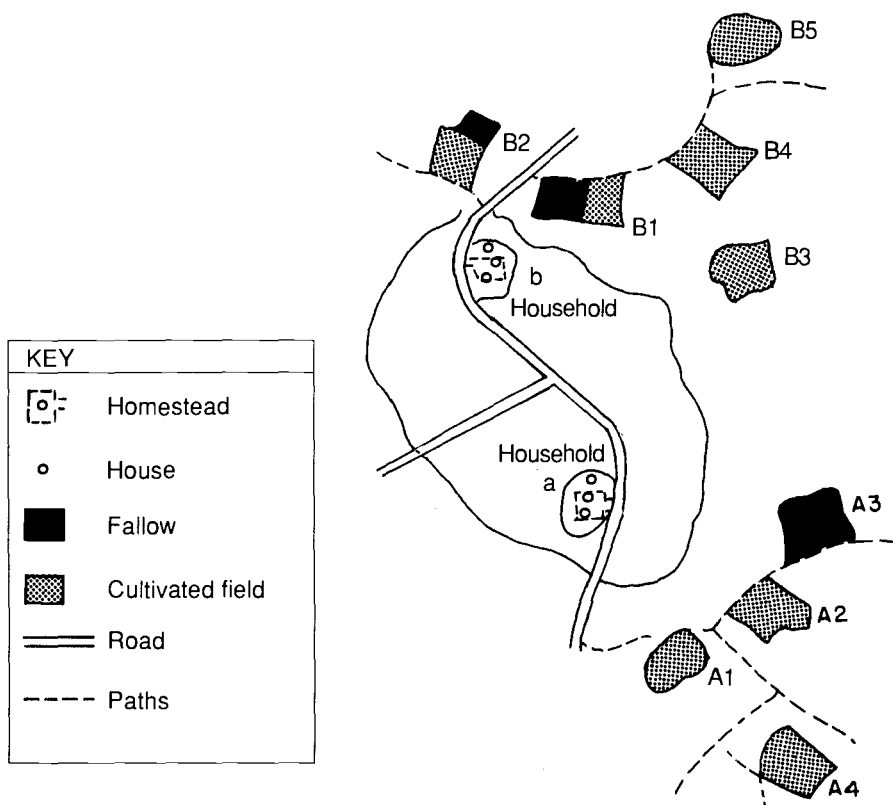 B5
B2
B4
B1
B3
b
Household
KEY
Homestead
House
Fallow
Cultivated field
Road
Paths
Household
a
A3
A2
A1
A4